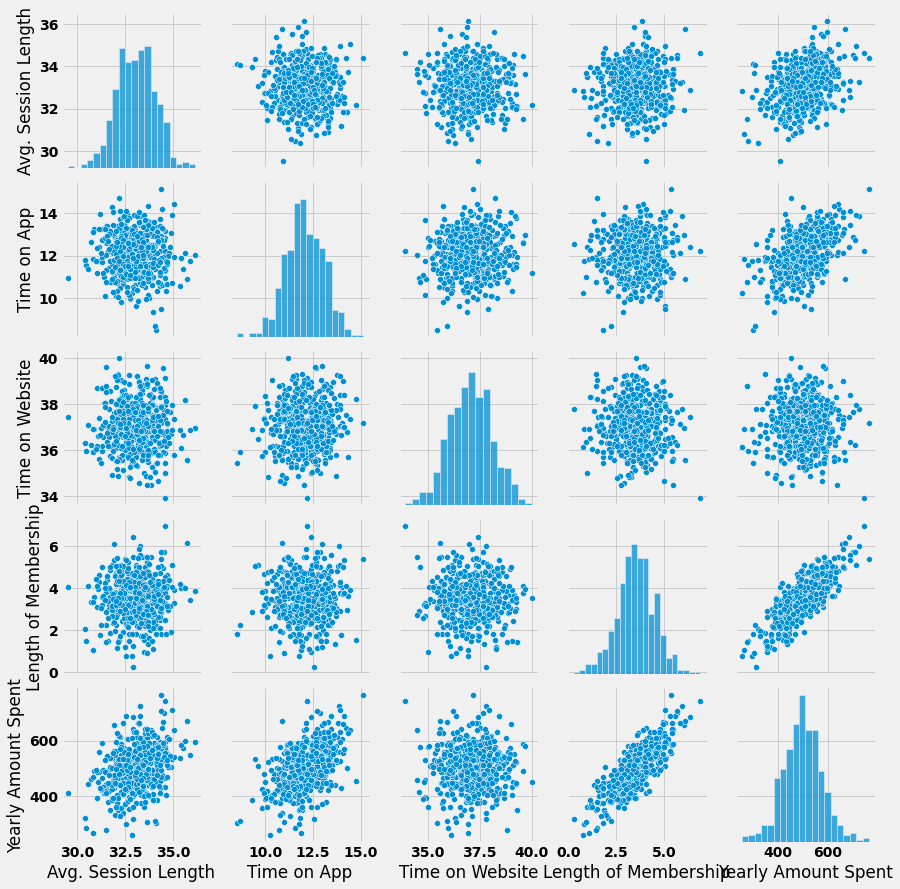 Avg. Session Length
36
34
32
30
Time on App
14
12
10
Time on Website
40
38
36
34
Length of Membership
6
4
2
0
Yearly Amount Spent
600
400
30.0 32.5 35.0 10.0 12.5 15.0 35.0 37.5 40.0 0.0 2.5 5.0 400 600
Avg. Session Length Time on App Time on Website Length of Membership Yearly Amount Spent